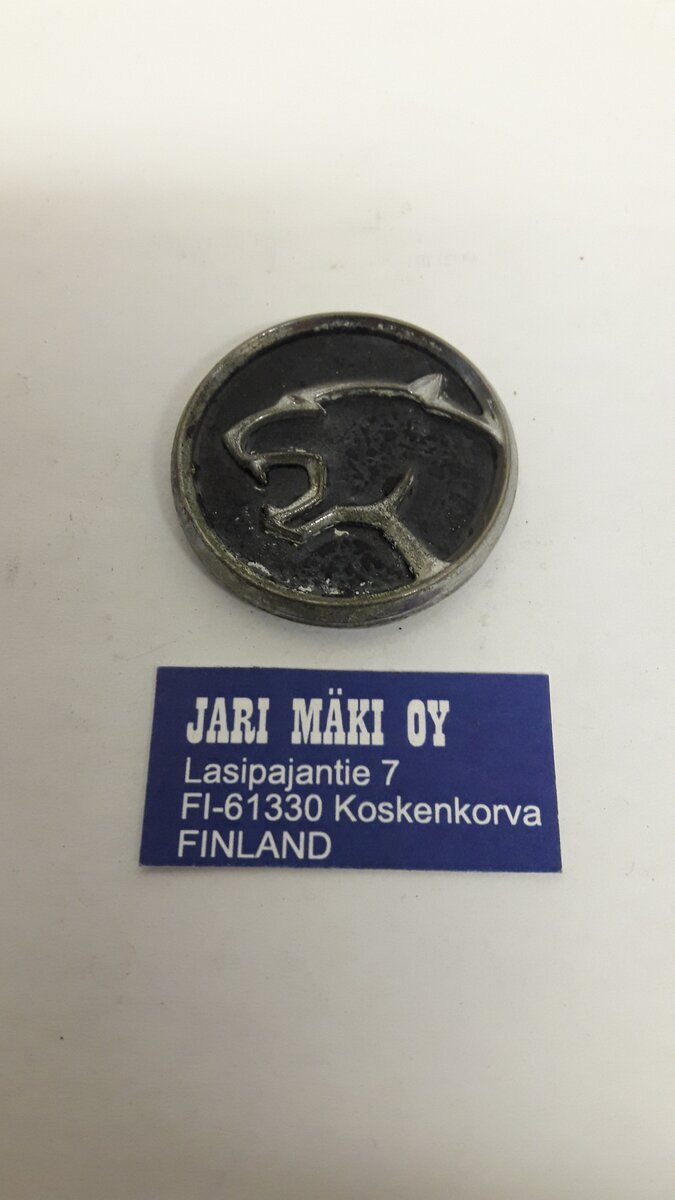 JARI MÄKI OY
Lasipajantie 7
FI-61330 Koskenkorva
FINLAND